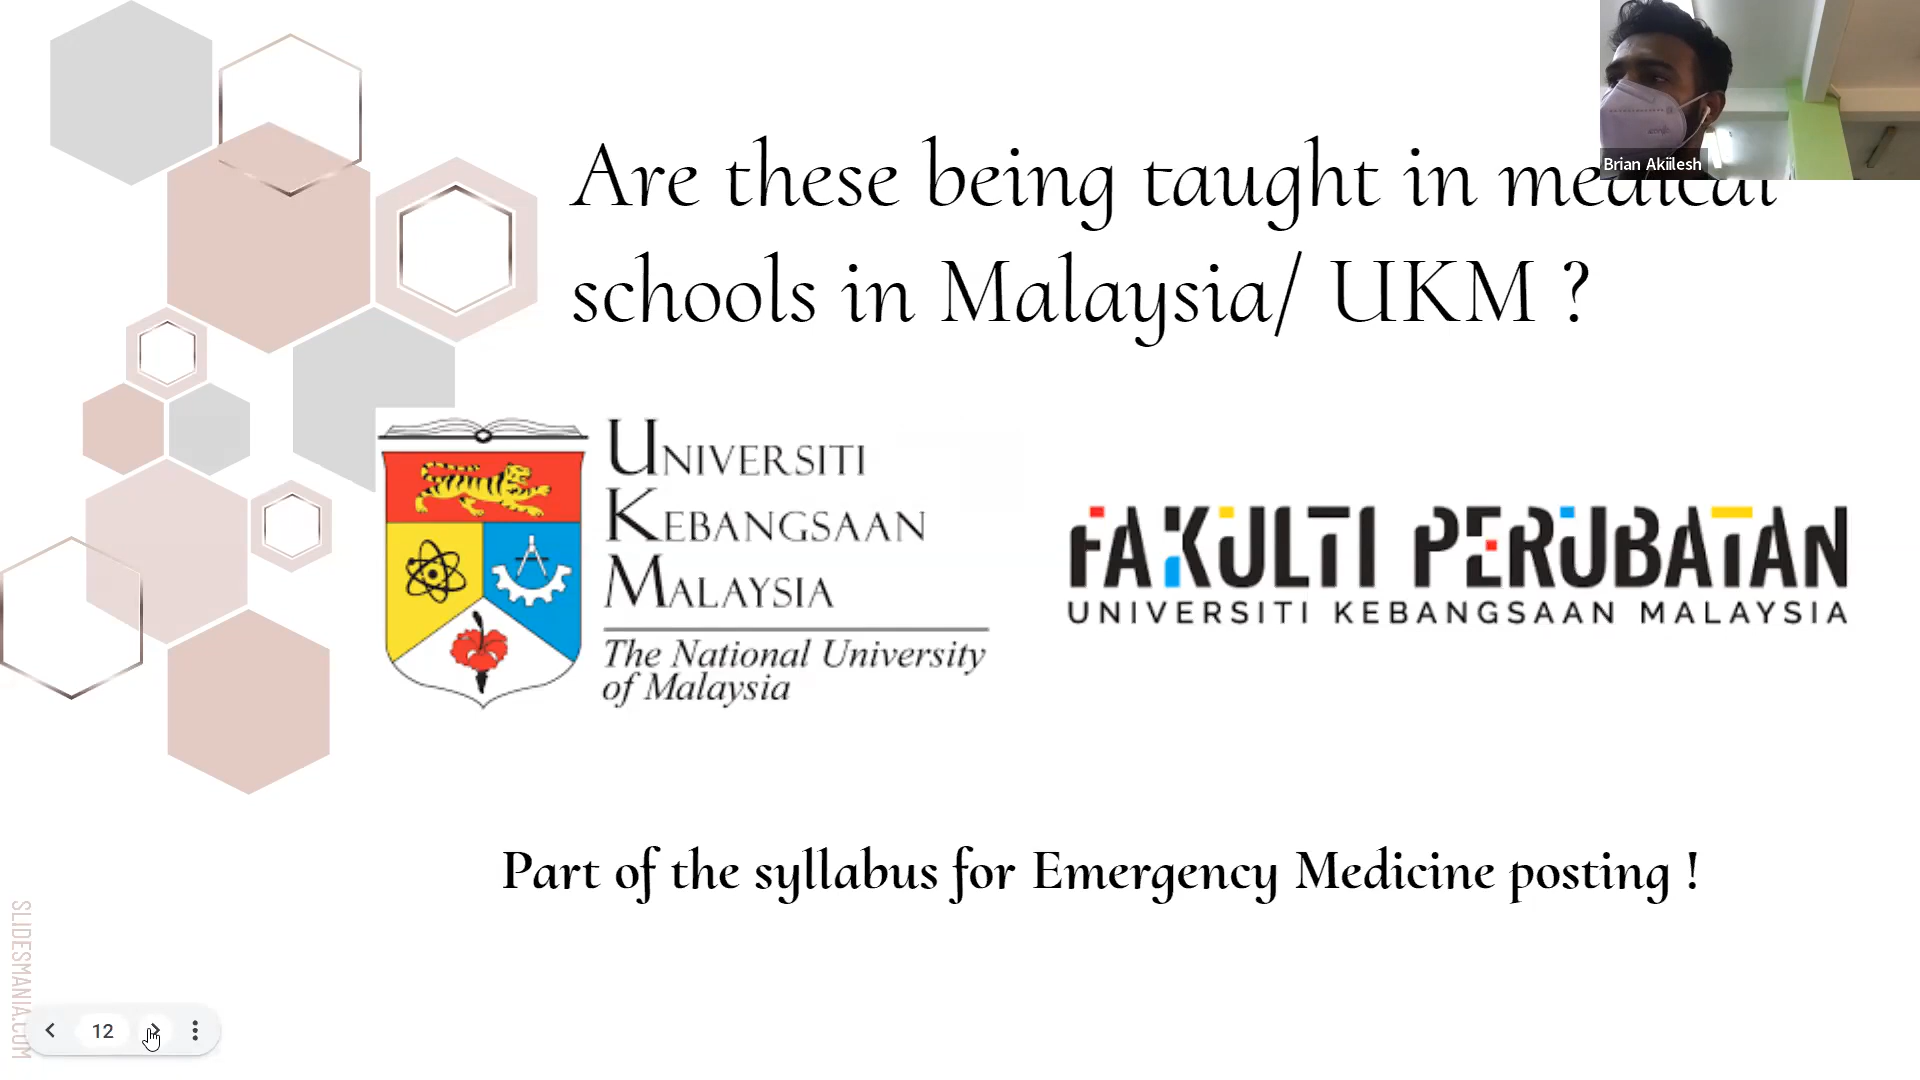 Brian Akiilesh
Are these being taught in medical
schools in Malaysia/ UKM ?
UNIVERSITI
KEBANGSAAN
MALAYSIA
The National University
of Malaysia
FAKULTI PERUBATAN
UNIVERSITI KEBANGSAAN MALAYSIA
Part of the syllabus for Emergency Medicine posting !
SLIDESMANIA.COM
12